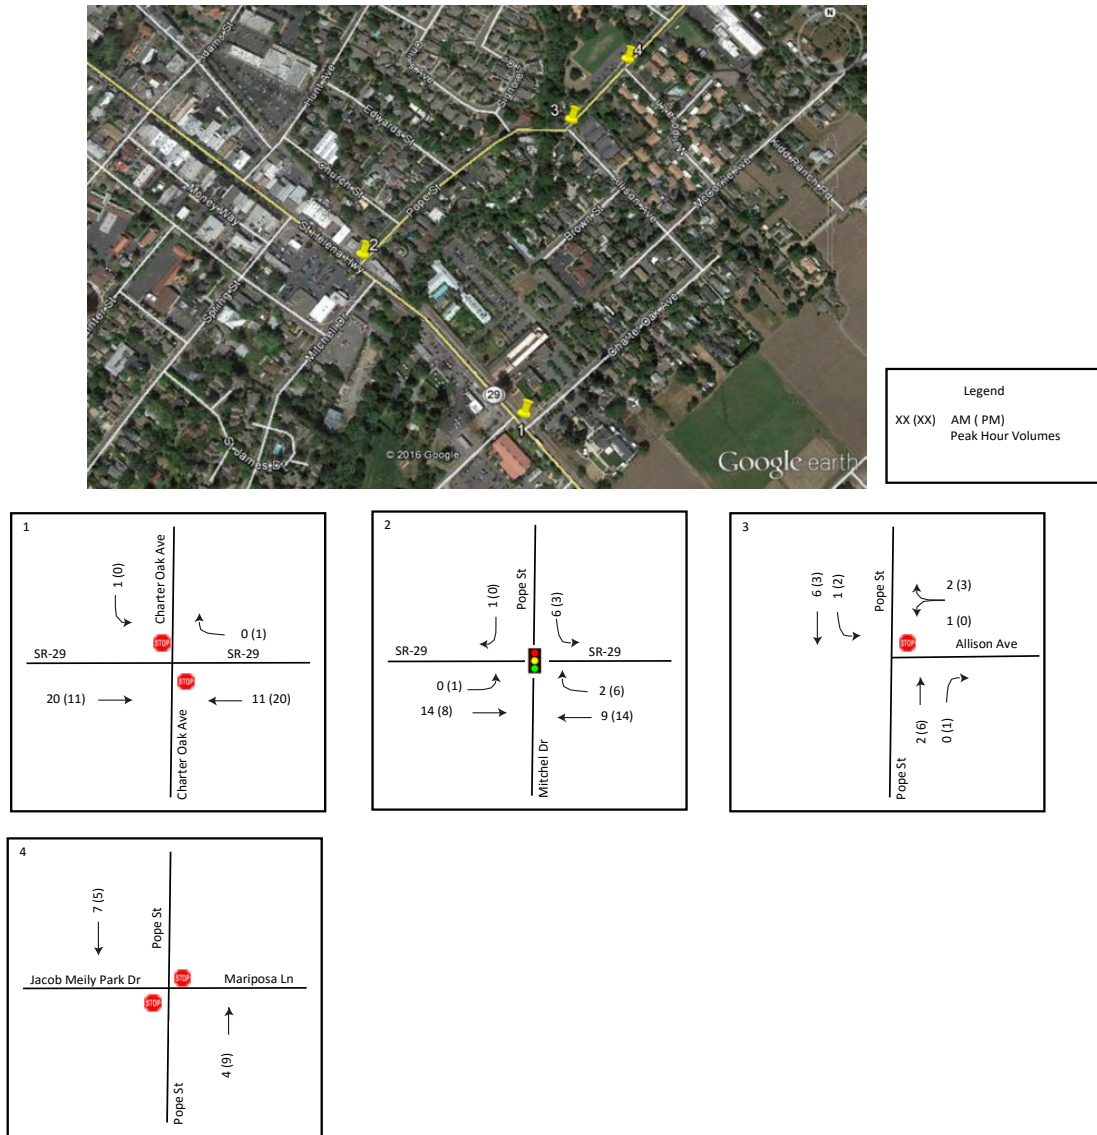 Adams St
Hunt Ave
Edwards St
Church St
Pope St
Money Way
St Helena Hwy
Spring St
Mitchell Dr
St James D
Allison Ave
Brown St
McCorkle Ave
Charter Oak Ave
N
4
3
2
29
1
© 2016 Google
Google earth
Legend
XX (XX) AM ( PM)
Peak Hour Volumes
1
Charter Oak Ave
1 (0)
STOP
0 (1)
SR-29
SR-29
20 (11)
STOP
11 (20)
Charter Oak Ave
2
Pope St
1 (0)
6 (3)
SR-29
SR-29
0 (1)
2 (6)
14 (8)
9 (14)
Mitchel Dr
3
6 (3)
1 (2)
Pope St
2 (3)
1 (0)
STOP
Allison Ave
2 (6)
0 (1)
Pope St
4
7 (5)
Pope St
Jacob Meily Park Dr
STOP
Mariposa Ln
STOP
4 (9)
Pope St